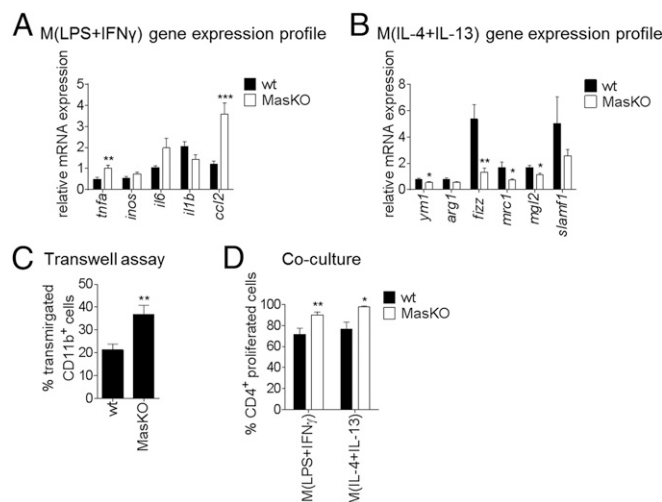 A M(LPS+IFNγ) gene expression profile
relative mRNA expression
5
4
3
2
1
0
**
***
tnfa
inos
il6
il1b
ccl2
wt
MasKO
B M(IL-4+IL-13) gene expression profile
relative mRNA expression
8
6
4
2
0
*
**
*
*
ym1
arg1
fizz
mrc1
mgl2
slamf1
wt
MasKO
C Transwell assay
% transmirgated
CD11b+ cells
50
40
30
20
10
0
**
wt
MasKO
D Co-culture
% CD4+ proliferated cells
100
80
60
40
20
0
**
*
M(LPS+IFNγ)
M(IL-4+IL-13)
wt
MasKO